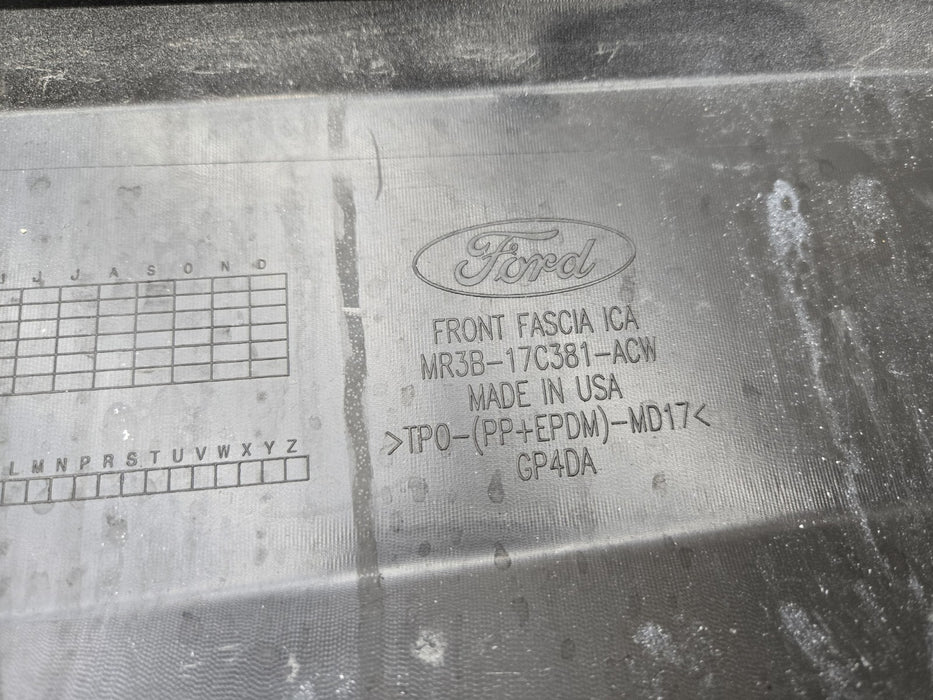 J J A S O N D
L M N P R S T U V W X Y Z
Ford
FRONT FASCIA ICA
MR3B-17C381-ACW
MADE IN USA
>TPO-(PP+EPDM)-MD17<
GP4DA